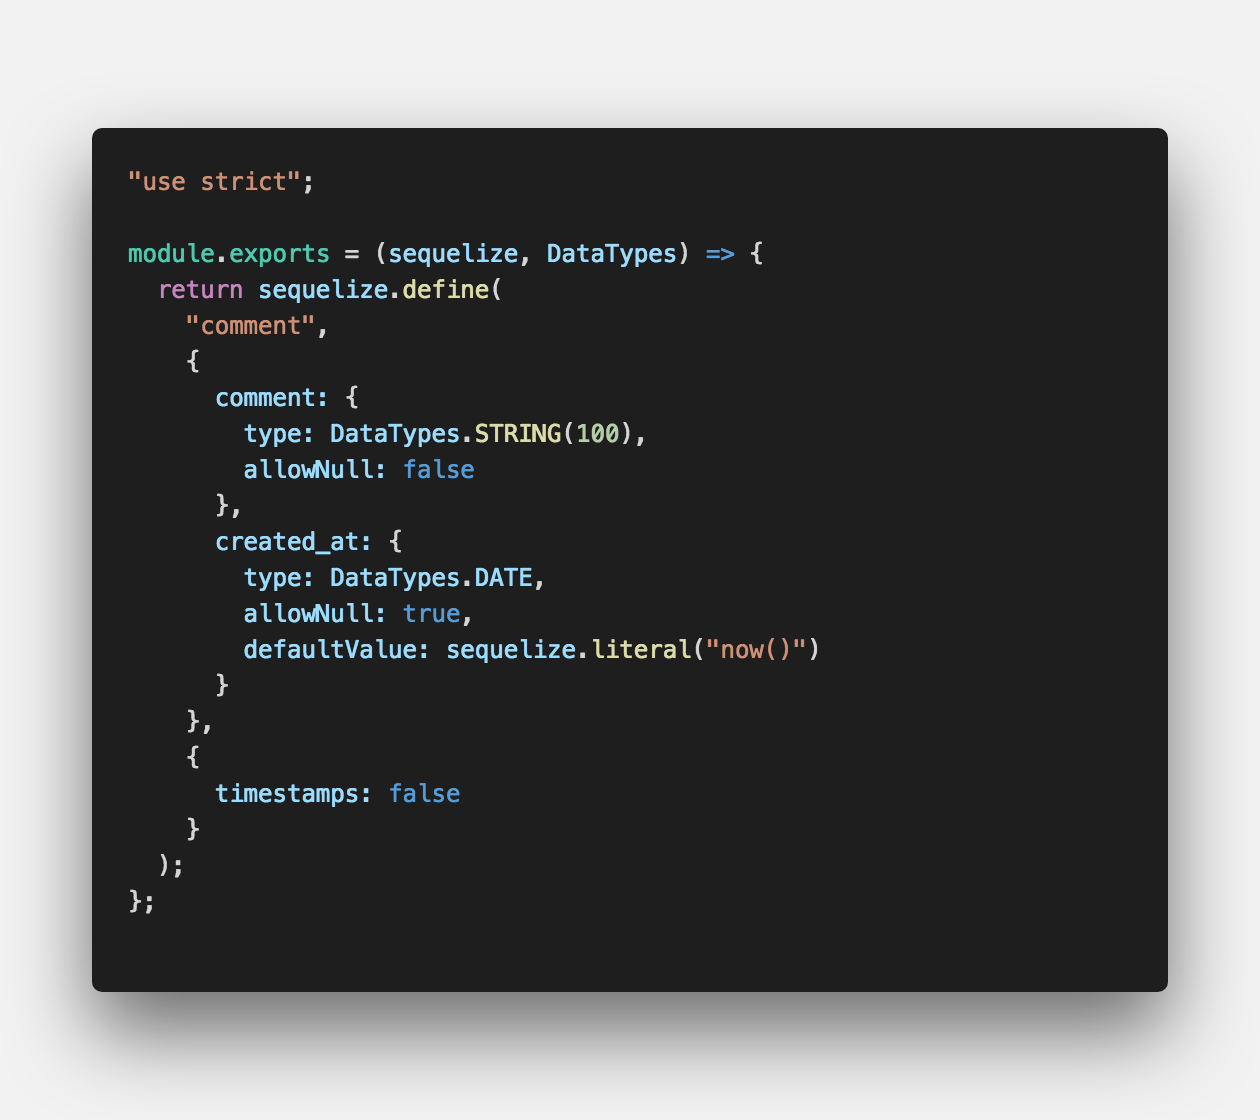 "use strict";

module.exports = (sequelize, DataTypes) => {
  return sequelize.define(
    "comment",
    {
      comment: {
        type: DataTypes.STRING(100),
        allowNull: false
      },
      created_at: {
        type: DataTypes.DATE,
        allowNull: true,
        defaultValue: sequelize.literal("now()")
      }
    },
    {
      timestamps: false
    }
  );
};